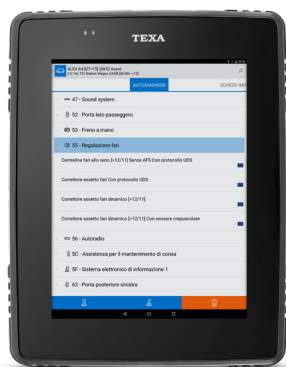 TEXA
AUDI A4 [07>15] (8K5) Avant
AUTODIAGNOSI
SCHEDE IMP
47 - Sound system
52 - Porta lato passeggero
53 - Freno a mano
55 - Regolazione fari
Centralina fari allo xeno [>12/11] Senza AFS Con protocollo UDS
Correttore assetto fari Con protocollo UDS
Correttore assetto fari dinamico [>12/11]
Correttore assetto fari dinamico [>12/11] Con sensore crepuscolare
56 - Autoradio
5C - Assistenza per il mantenimento di corsia
5F - Sistema elettronico di informazione 1
62 - Porta posteriore sinistra